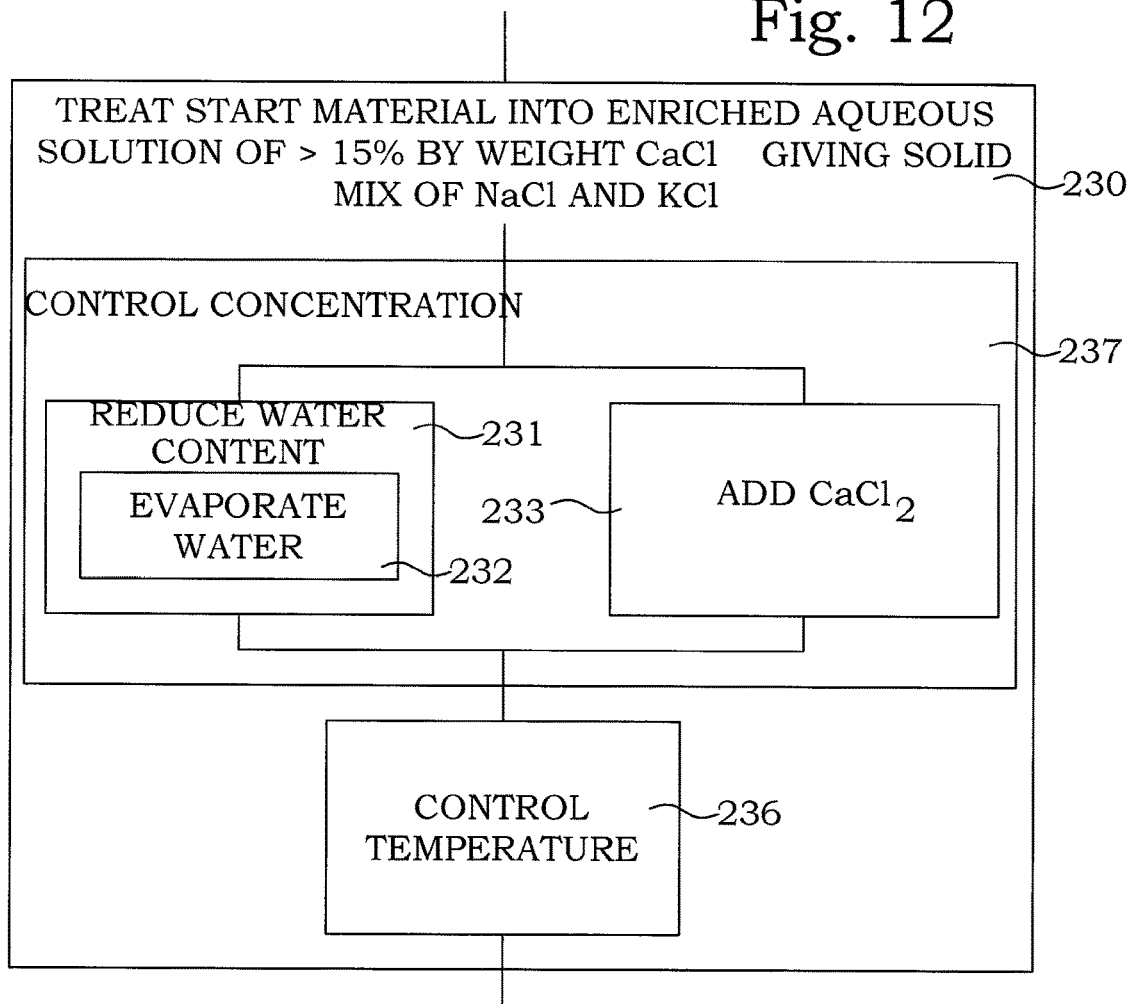 Fig. 12
TREAT START MATERIAL INTO ENRICHED AQUEOUS
SOLUTION OF > 15% BY WEIGHT CaCl GIVING SOLID
MIX OF NaCl AND KCl
230
CONTROL CONCENTRATION
237
REDUCE WATER
CONTENT
231
EVAPORATE
WATER
232
233
ADD CaCl2
CONTROL
TEMPERATURE
236